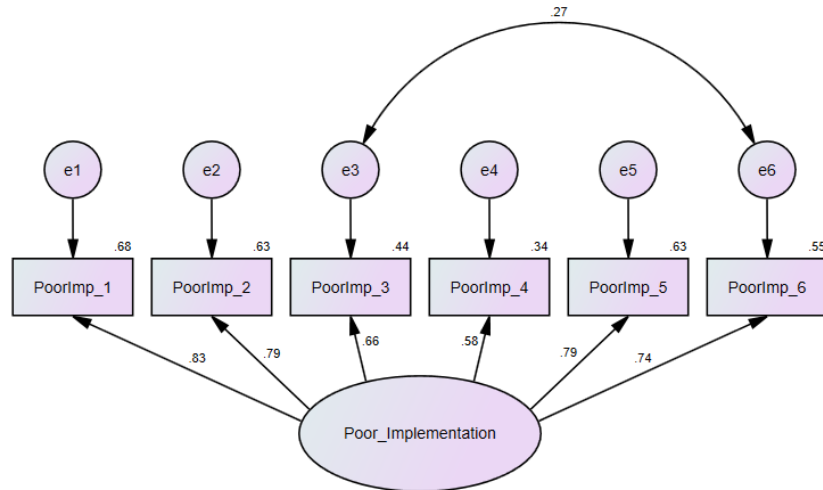 .27
e1 e2 e3 e4 e5 e6
.68 .63 .44 .34 .63 .55
PoorImp_1 PoorImp_2 PoorImp_3 PoorImp_4 PoorImp_5 PoorImp_6
.83 .79 .66 .58 .79 .74
Poor_Implementation